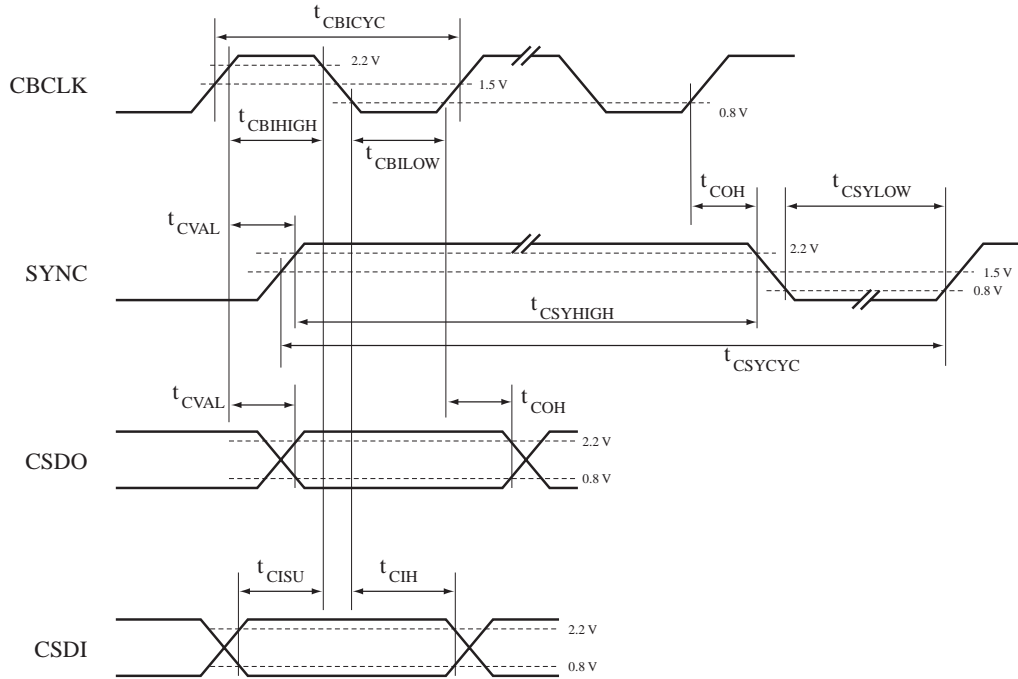 tCBICYC
CBCLK
2.2 V
1.5 V
0.8 V
tCBIHIGH
tCBILOW
tCOH
tCSYLOW
tCVAL
SYNC
2.2 V
1.5 V
0.8 V
tCSYHIGH
tCSYCYC
tCVAL
tCOH
CSDO
2.2 V
0.8 V
tCISU
tCIH
CSDI
2.2 V
0.8 V